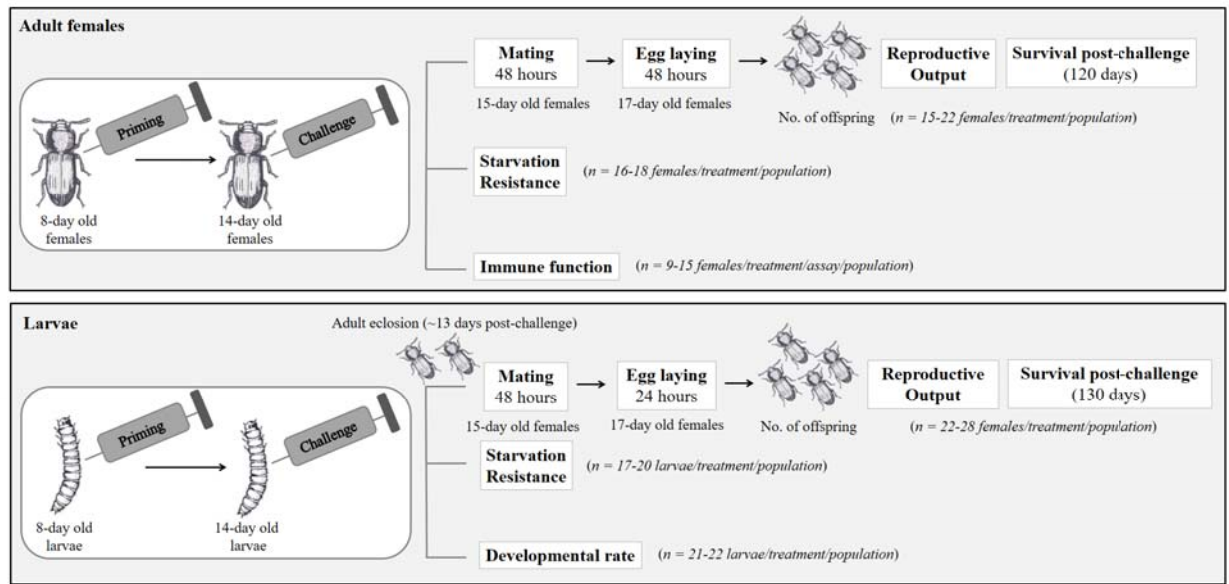 Adult females
Priming
Challenge
8-day old
females
14-day old
females
Mating
48 hours
15-day old females
Egg laying
48 hours
17-day old females
No. of offspring
Reproductive
Output
Survival post-challenge
(120 days)
(n = 15-22 females/treatment/population)
Starvation
Resistance
(n = 16-18 females/treatment/population)
Immune function
(n = 9-15 females/treatment/assay/population)
Larvae
Adult eclosion (~13 days post-challenge)
Priming
Challenge
8-day old
larvae
14-day old
larvae
Mating
48 hours
15-day old females
Egg laying
24 hours
17-day old females
No. of offspring
Reproductive
Output
Survival post-challenge
(130 days)
(n = 22-28 females/treatment/population)
Starvation
Resistance
(n = 17-20 larvae/treatment/population)
Developmental rate
(n = 21-22 larvae/treatment/population)